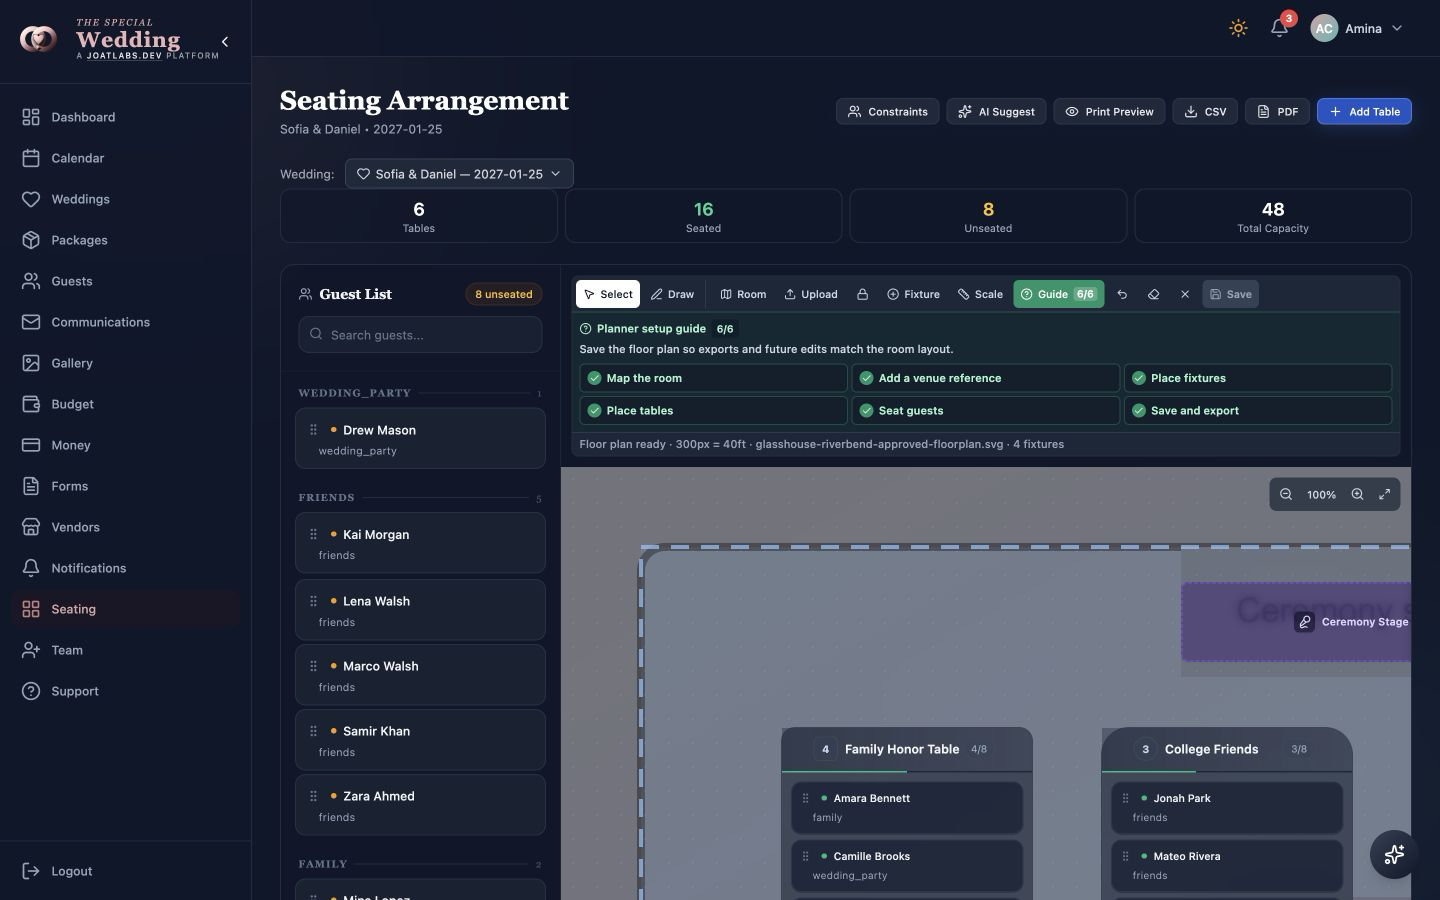 THE SPECIAL
Wedding
A JOATLABS.DEV PLATFORM
Dashboard
Calendar
Weddings
Packages
Guests
Communications
Gallery
Budget
Money
Forms
Vendors
Notifications
Seating
Team
Support
Logout
3
AC Amina
Seating Arrangement
Sofia & Daniel • 2027-01-25
Constraints
AI Suggest
Print Preview
CSV
PDF
Add Table
Wedding: Sofia & Daniel — 2027-01-25
6
Tables
16
Seated
8
Unseated
48
Total Capacity
Guest List
8 unseated
Search guests...
WEDDING_PARTY 1
Drew Mason
wedding_party
FRIENDS 5
Kai Morgan
friends
Lena Walsh
friends
Marco Walsh
friends
Samir Khan
friends
Zara Ahmed
friends
FAMILY 2
Select
Draw
Room
Upload
Fixture
Scale
Guide 6/6
Save
Planner setup guide 6/6
Save the floor plan so exports and future edits match the room layout.
Map the room
Add a venue reference
Place fixtures
Place tables
Seat guests
Save and export
Floor plan ready · 300px = 40ft · glasshouse-riverbend-approved-floorplan.svg · 4 fixtures
100%
Ceremony s
Ceremony Stage
4 Family Honor Table 4/8
Amara Bennett
family
Camille Brooks
wedding_party
3 College Friends 3/8
Jonah Park
friends
Mateo Rivera
friends